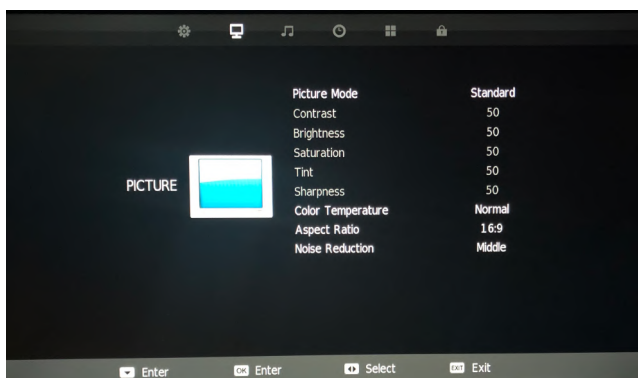 Picture Mode Standard
Contrast 50
Brightness 50
Saturation 50
Tint 50
PICTURE
Sharpness 50
Color Temperature Normal
Aspect Ratio 16:9
Noise Reduction Middle
Enter OK Enter Select EXIT Exit